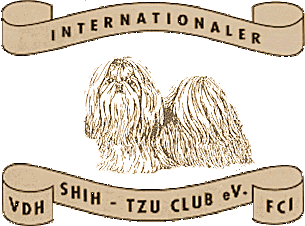 INTERNATIONALER
VDH SHIH - TZU CLUB eV. FCI